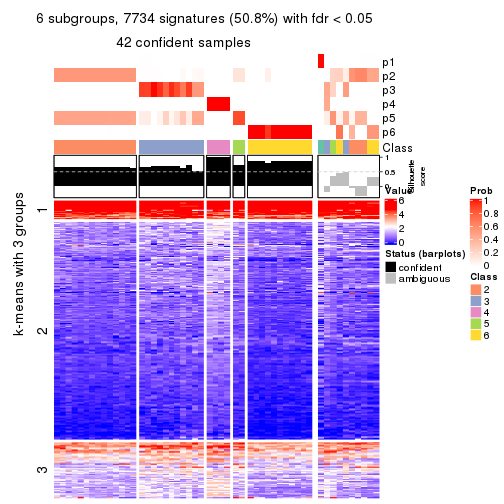 6 subgroups, 7734 signatures (50.8%) with fdr < 0.05
42 confident samples
p1
p2
p3
p4
p5
p6
Class
1
0.5
0
Silhouette
score
k-means with 3 groups
1
2
3
Value
6
4
2
0
Status (barplots)
confident
ambiguous
Prob
1
0.8
0.6
0.4
0.2
0
Class
2
3
4
5
6